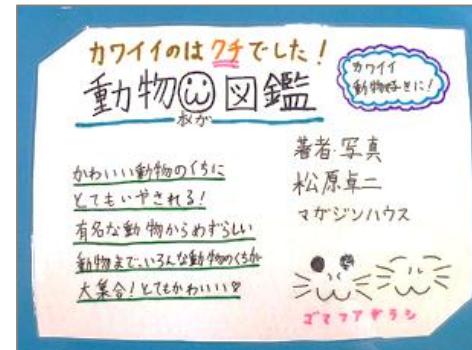 カワイイのはクチでした！
動物図鑑
カワイイ
動物好きに！
かわいい動物のくちに
とてもいやされる！
有名な動物からめずらしい
動物まで、いろんな動物のくちが
大集合！とてもかわいい
著者・写真
松原卓二
マガジンハウス
ゴマフアザラシ